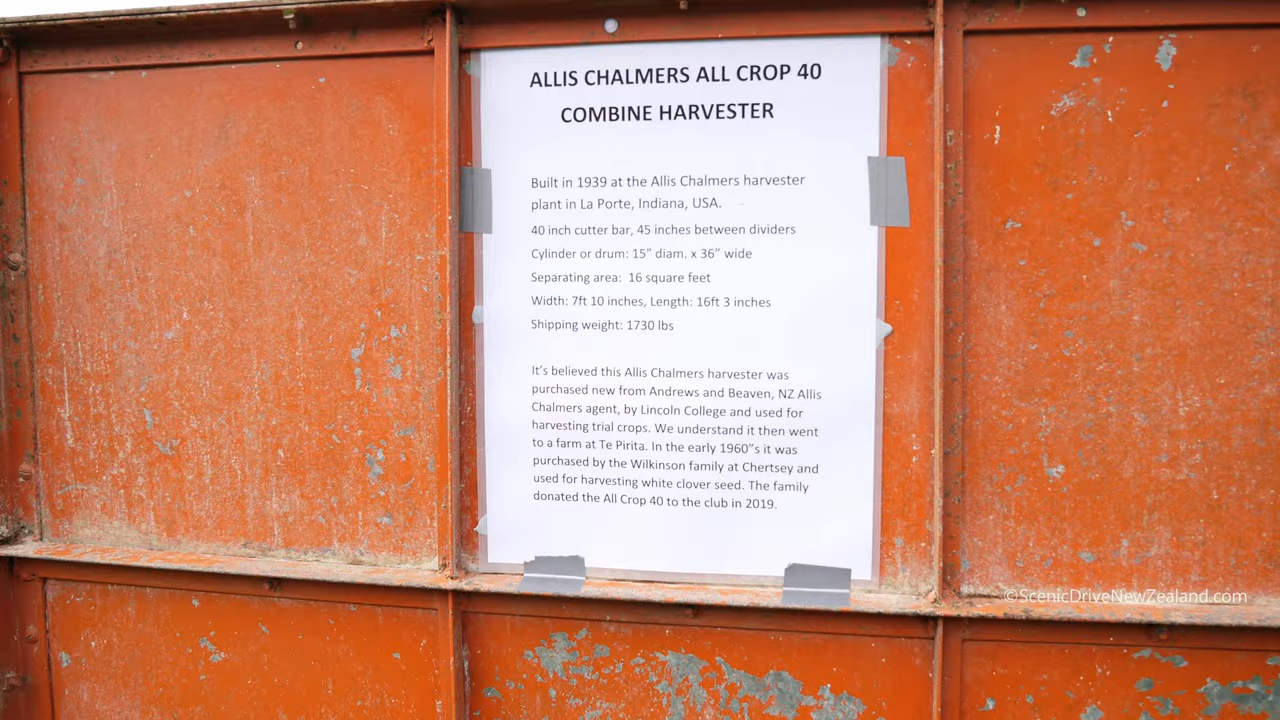 ALLIS CHALMERS ALL CROP 40
COMBINE HARVESTER
Built in 1939 at the Allis Chalmers harvester
plant in La Porte, Indiana, USA.
40 inch cutter bar, 45 inches between dividers
Cylinder or drum: 15” diam. x 36” wide
Separating area:  16 square feet
Width: 7ft 10 inches, Length: 16ft 3 inches
Shipping weight: 1730 lbs
It’s believed this Allis Chalmers harvester was
purchased new from Andrews and Beaven, NZ Allis
Chalmers agent, by Lincoln College and used for
harvesting trial crops. We understand it then went
to a farm at Te Pirita. In the early 1960”s it was
purchased by the Wilkinson family at Chertsey and
used for harvesting white clover seed. The family
donated the All Crop 40 to the club in 2019.
©ScenicDriveNewZealand.com